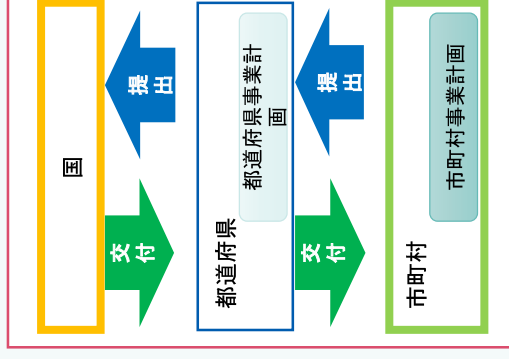 国
提出
交付
都道府県
都道府県事業計
画
提出
交付
市町村
市町村事業計画